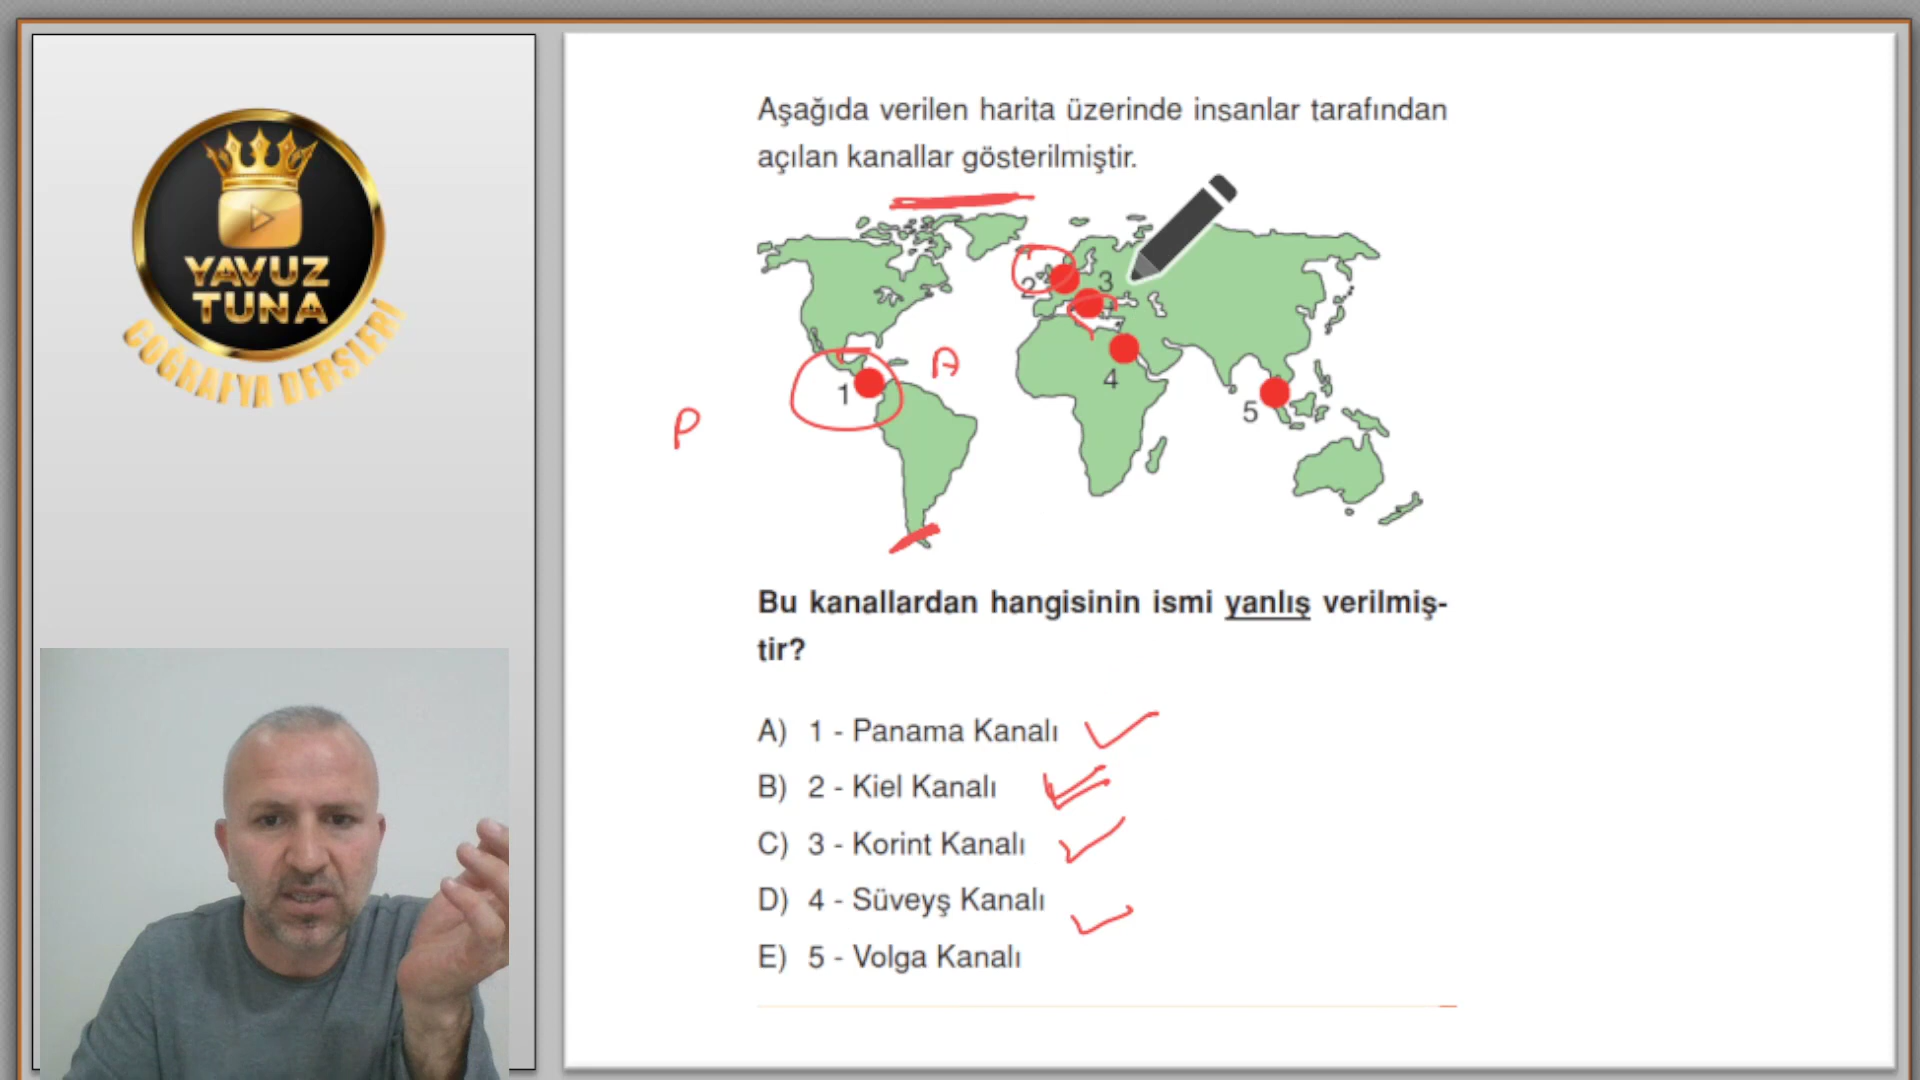 YAVUZ
TUNA
COĞRAFYA DERSLERİ
Aşağıda verilen harita üzerinde insanlar tarafından
açılan kanallar gösterilmiştir.
2
3
A
1
4
5
P
Bu kanallardan hangisinin ismi yanlış verilmiş-
tir?
A) 1 - Panama Kanalı
B) 2 - Kiel Kanalı
C) 3 - Korint Kanalı
D) 4 - Süveyş Kanalı
E) 5 - Volga Kanalı